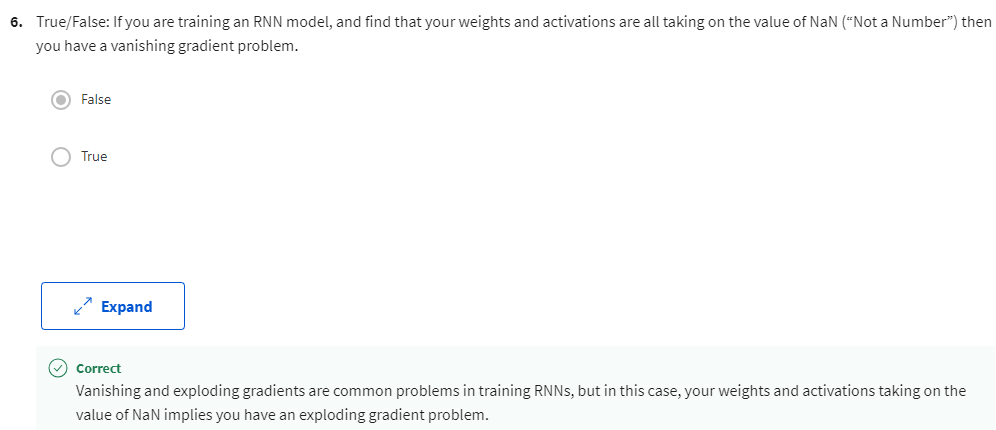 6. True/False: If you are training an RNN model, and find that your weights and activations are all taking on the value of NaN (“Not a Number”) then
you have a vanishing gradient problem.
False
True
Expand
Correct
Vanishing and exploding gradients are common problems in training RNNs, but in this case, your weights and activations taking on the
value of NaN implies you have an exploding gradient problem.